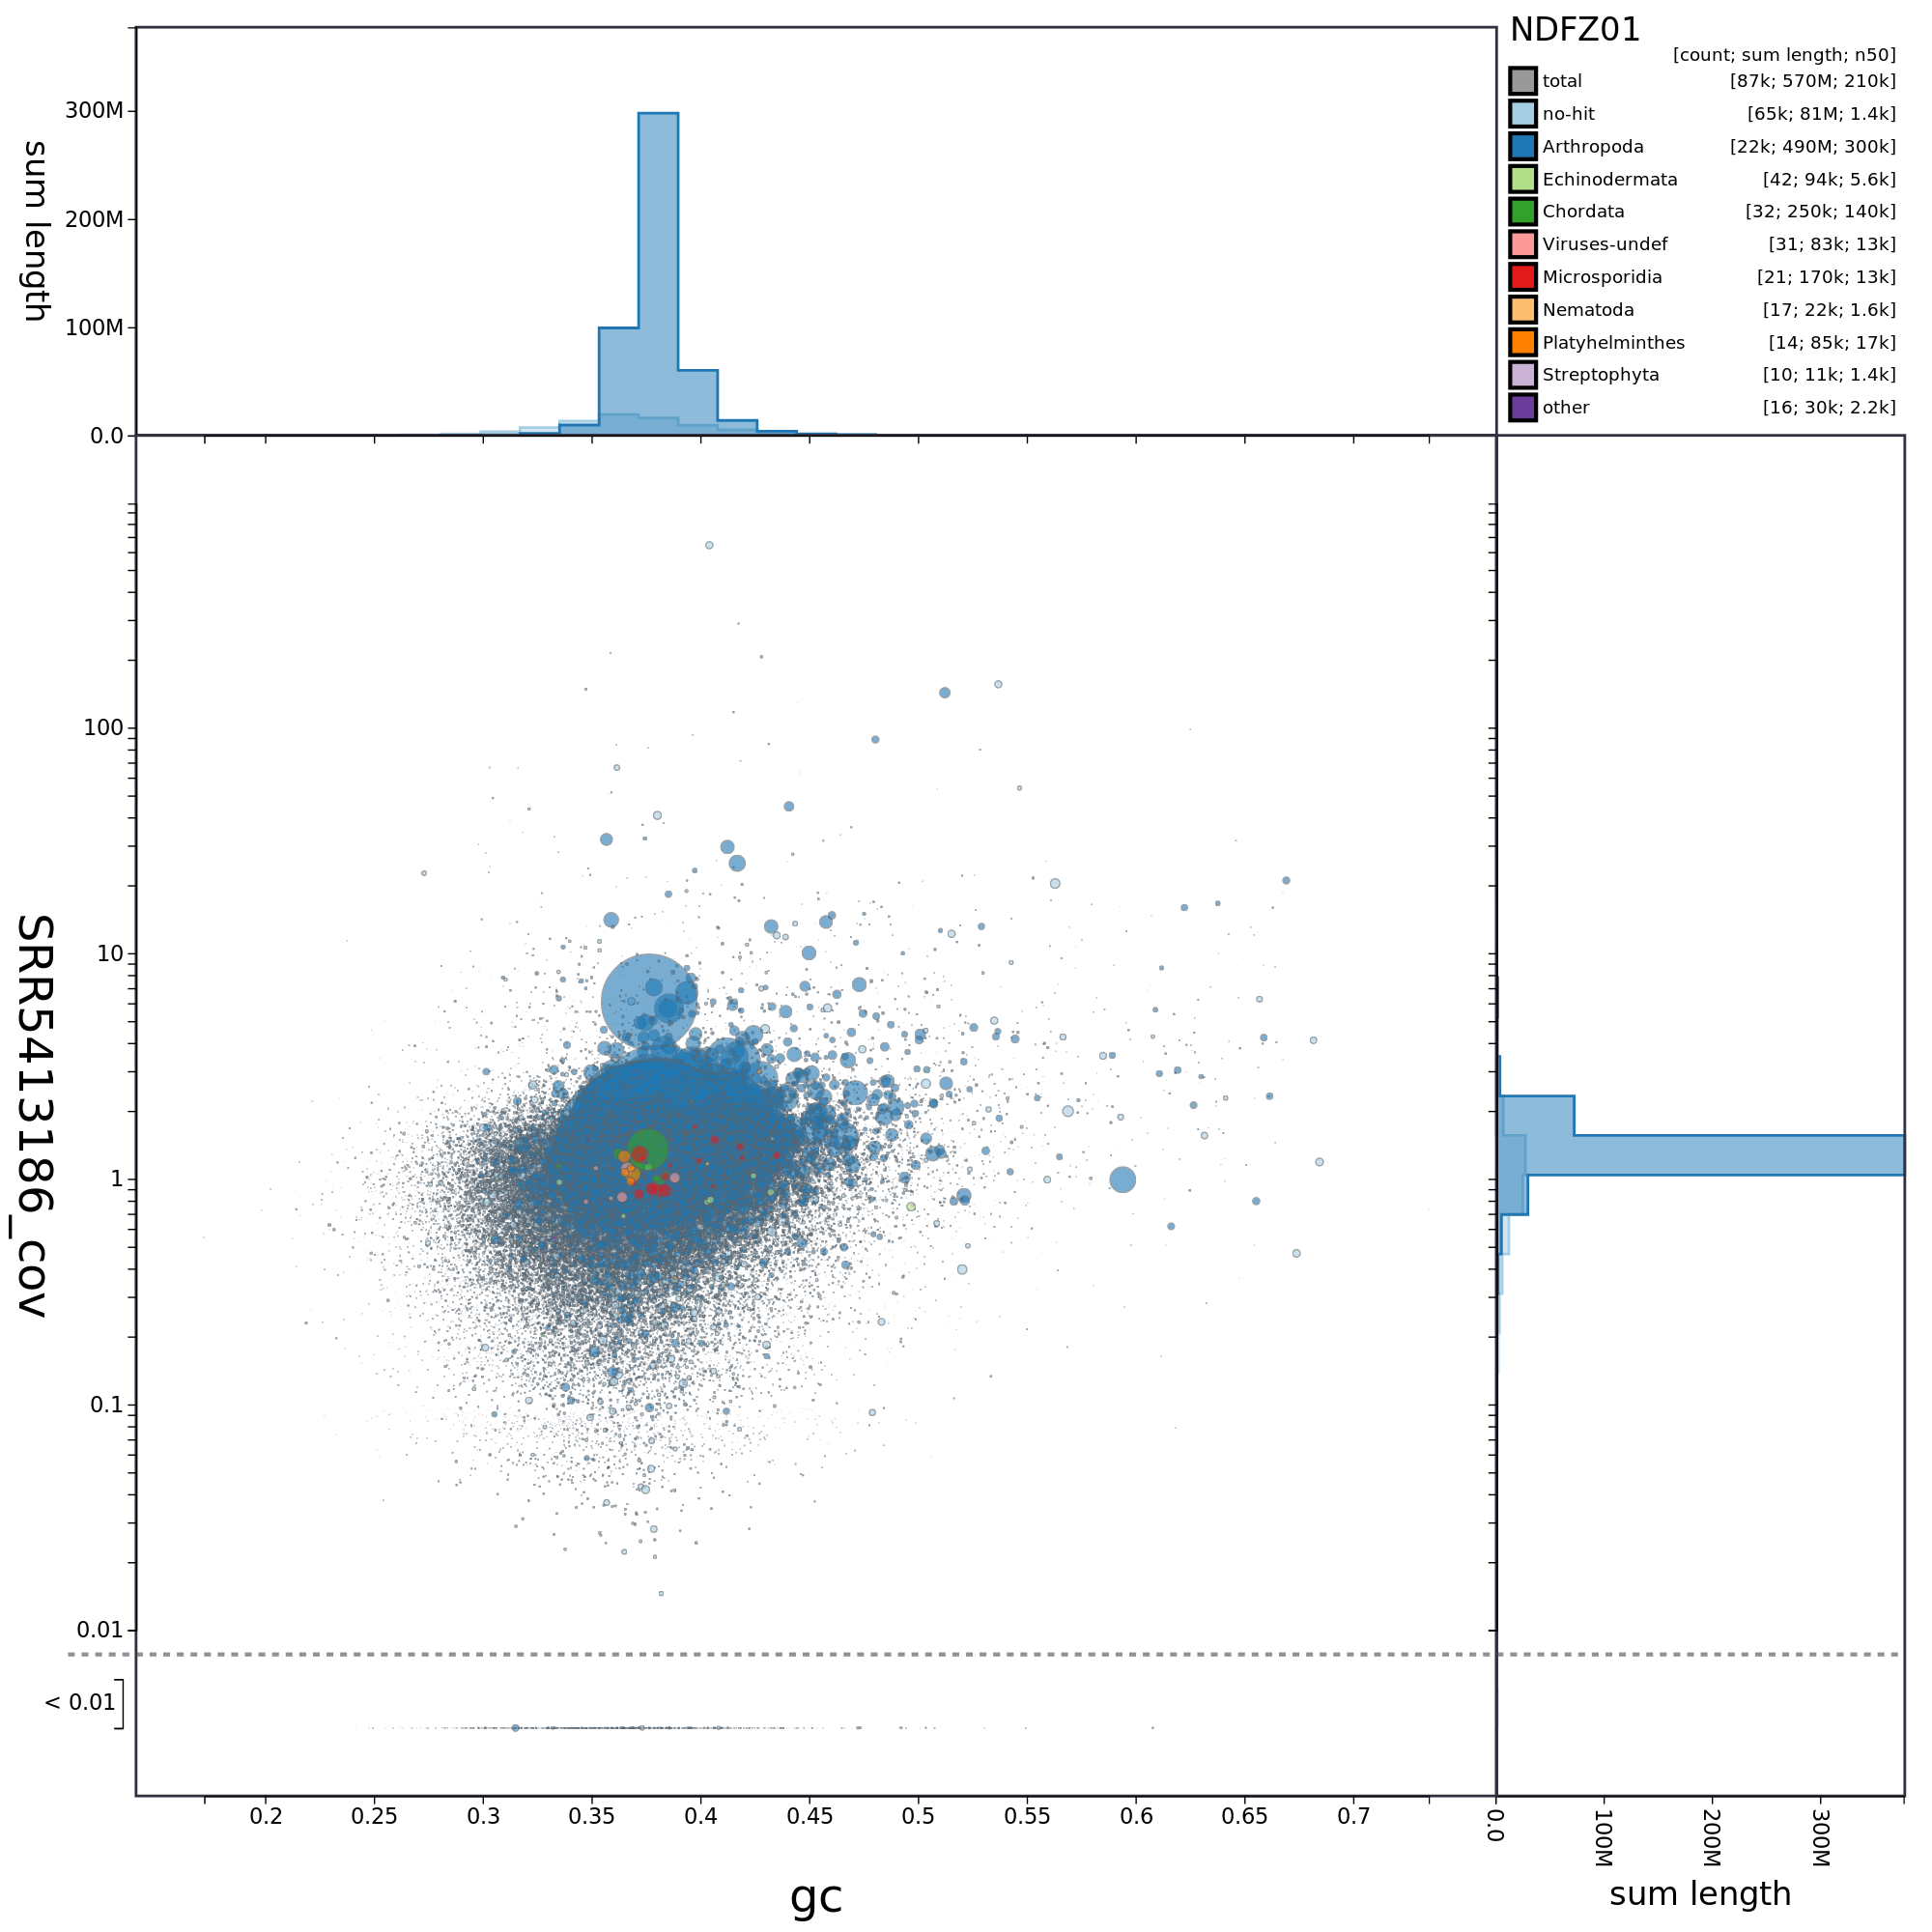 NDFZ01
[count; sum length; n50]
total [87k; 570M; 210k]
no-hit [65k; 81M; 1.4k]
Arthropoda [22k; 490M; 300k]
Echinodermata [42; 94k; 5.6k]
Chordata [32; 250k; 140k]
Viruses-undef [31; 83k; 13k]
Microsporidia [21; 170k; 13k]
Nematoda [17; 22k; 1.6k]
Platyhelminthes [14; 85k; 17k]
Streptophyta [10; 11k; 1.4k]
other [16; 30k; 2.2k]
sum length
300M
200M
100M
0.0
SRR5413186_cov
100
10
1
0.1
0.01
< 0.01
0.2 0.25 0.3 0.35 0.4 0.45 0.5 0.55 0.6 0.65 0.7
gc
0.0 100M 200M 300M
sum length